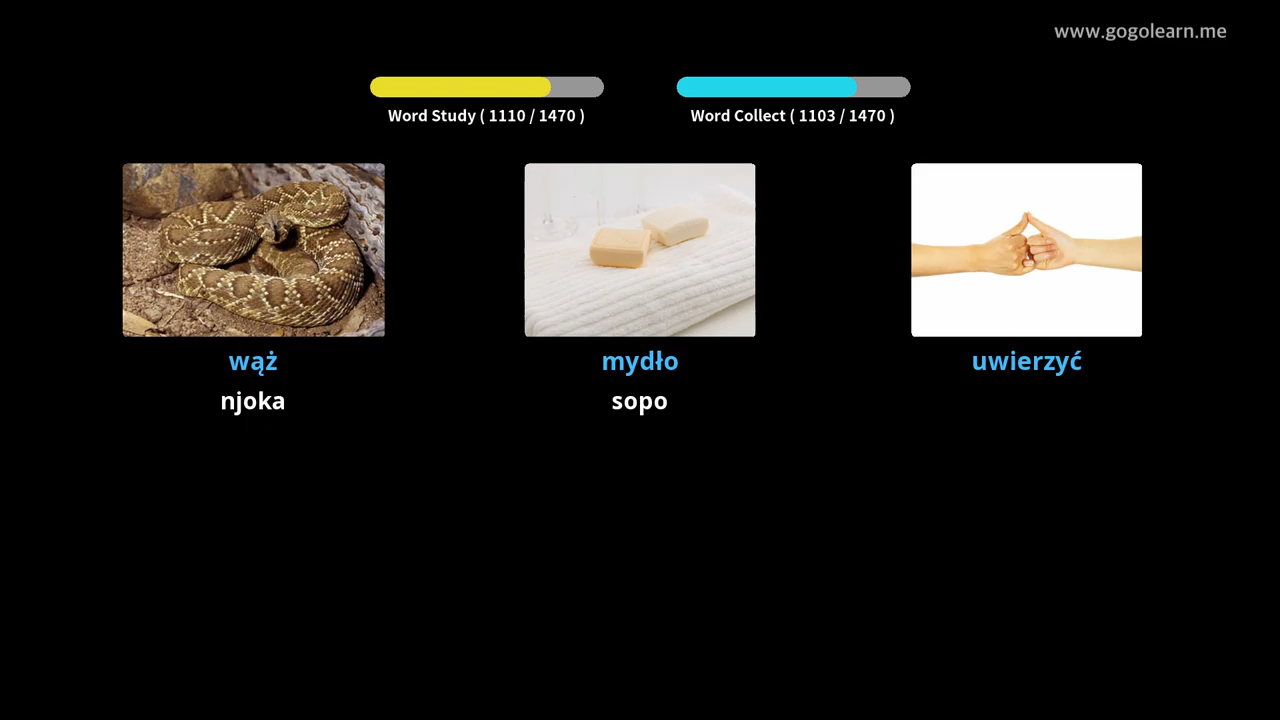 www.gogolearn.me
Word Study ( 1110 / 1470 )
Word Collect ( 1103 / 1470 )
wąż
mydło
uwierzyć
njoka
sopo